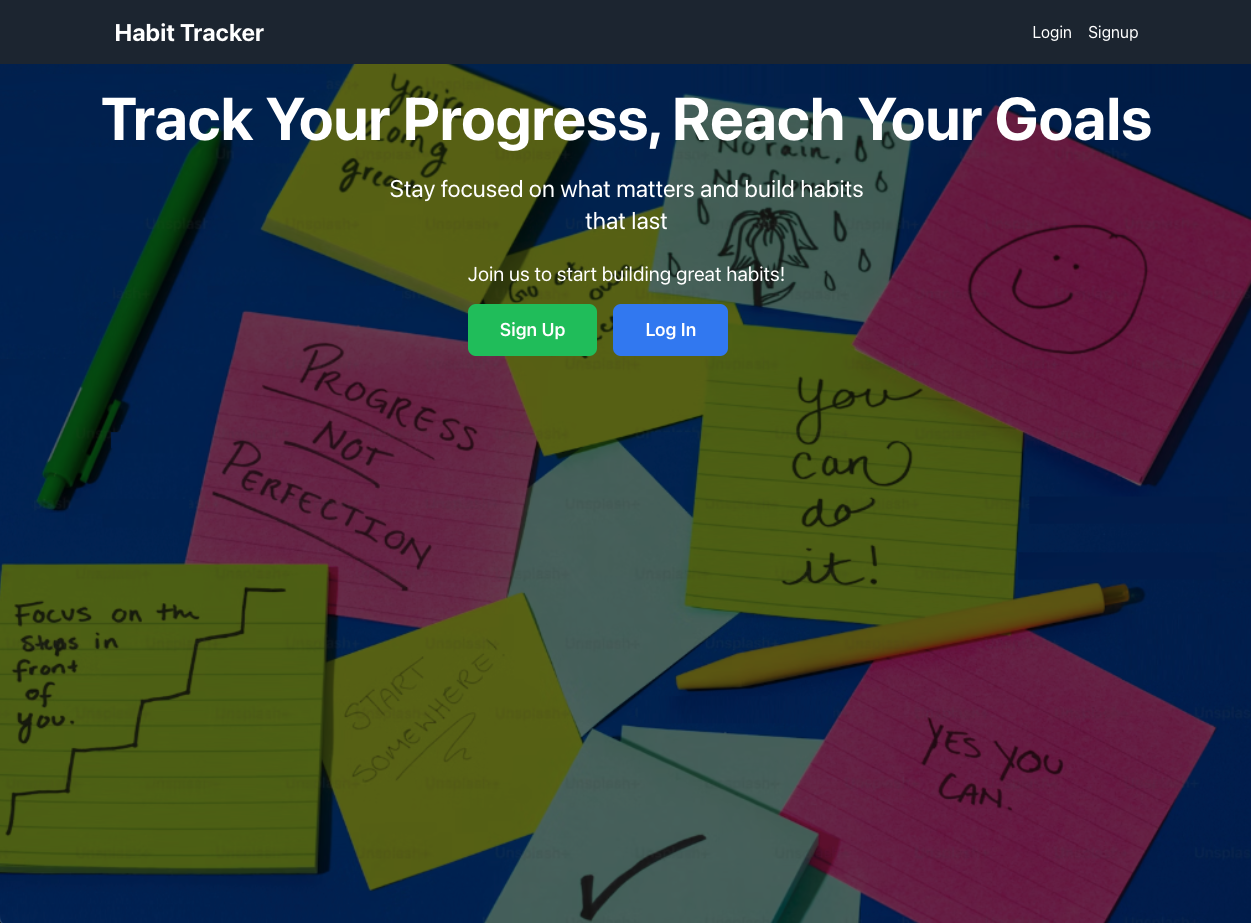 Habit Tracker
Login Signup
Track Your Progress, Reach Your Goals
Stay focused on what matters and build habits
that last
Join us to start building great habits!
Sign Up
Log In
You're
great
No rain,
No
Go
PROGRESS
NOT
PERFECTION
You
can
do
it!
FOCUS on the
Steps in
front
of
you.
START
SOMEWHERE!
YES YOU
CAN.
Unsplash+